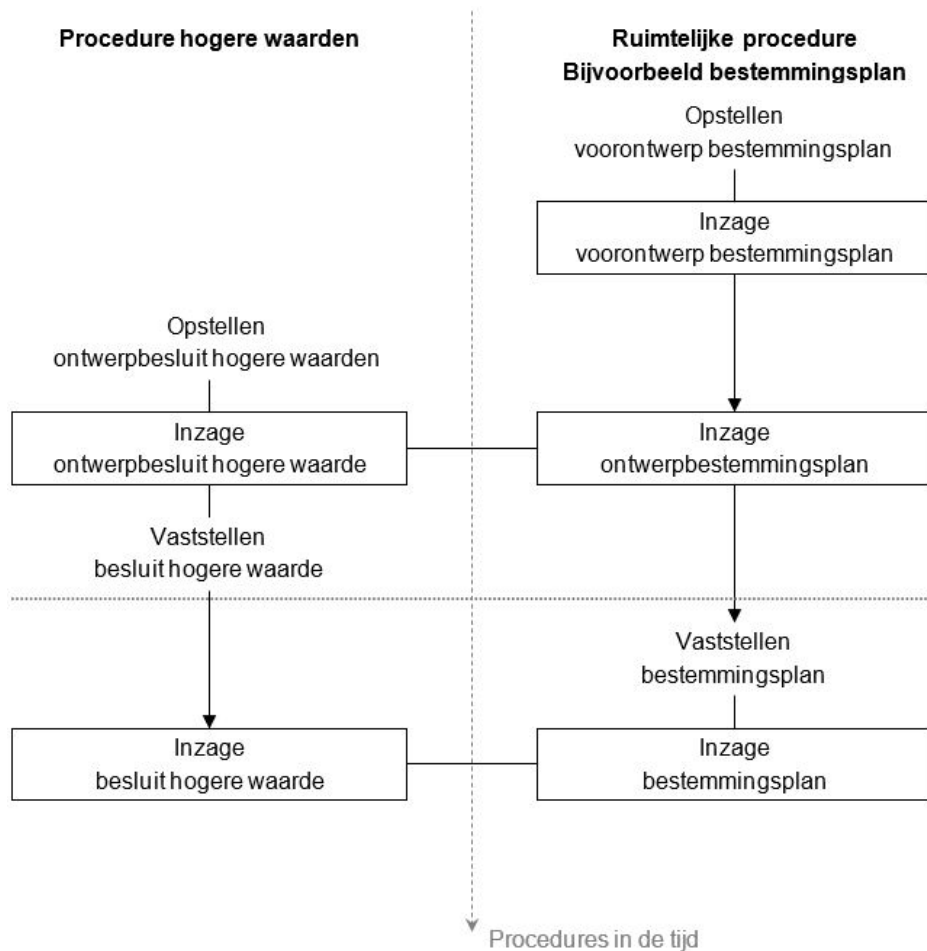 Procedure hogere waarden
Ruimtelijke procedure
Bijvoorbeeld bestemmingsplan
Opstellen
voorontwerp bestemmingsplan
Inzage
voorontwerp bestemmingsplan
Opstellen
ontwerpbesluit hogere waarden
Inzage
ontwerpbesluit hogere waarde
Inzage
ontwerpbestemmingsplan
Vaststellen
besluit hogere waarde
Vaststellen
bestemmingsplan
Inzage
besluit hogere waarde
Inzage
bestemmingsplan
Procedures in de tijd